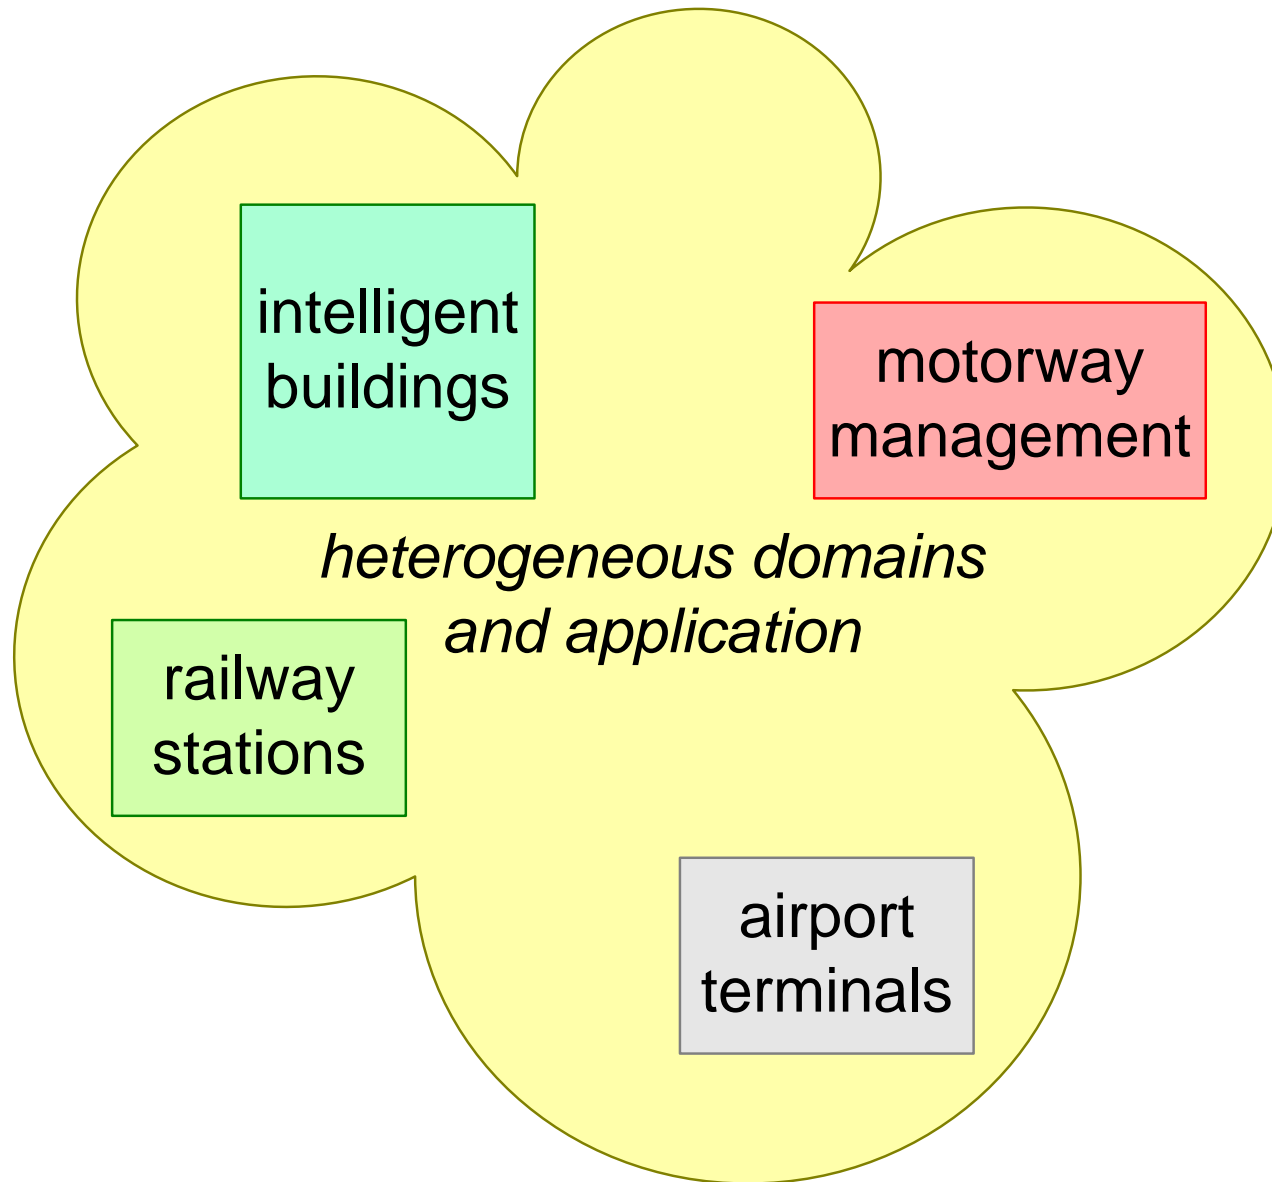 intelligent
buildings
motorway
management
heterogeneous domains
and application
railway
stations
airport
terminals